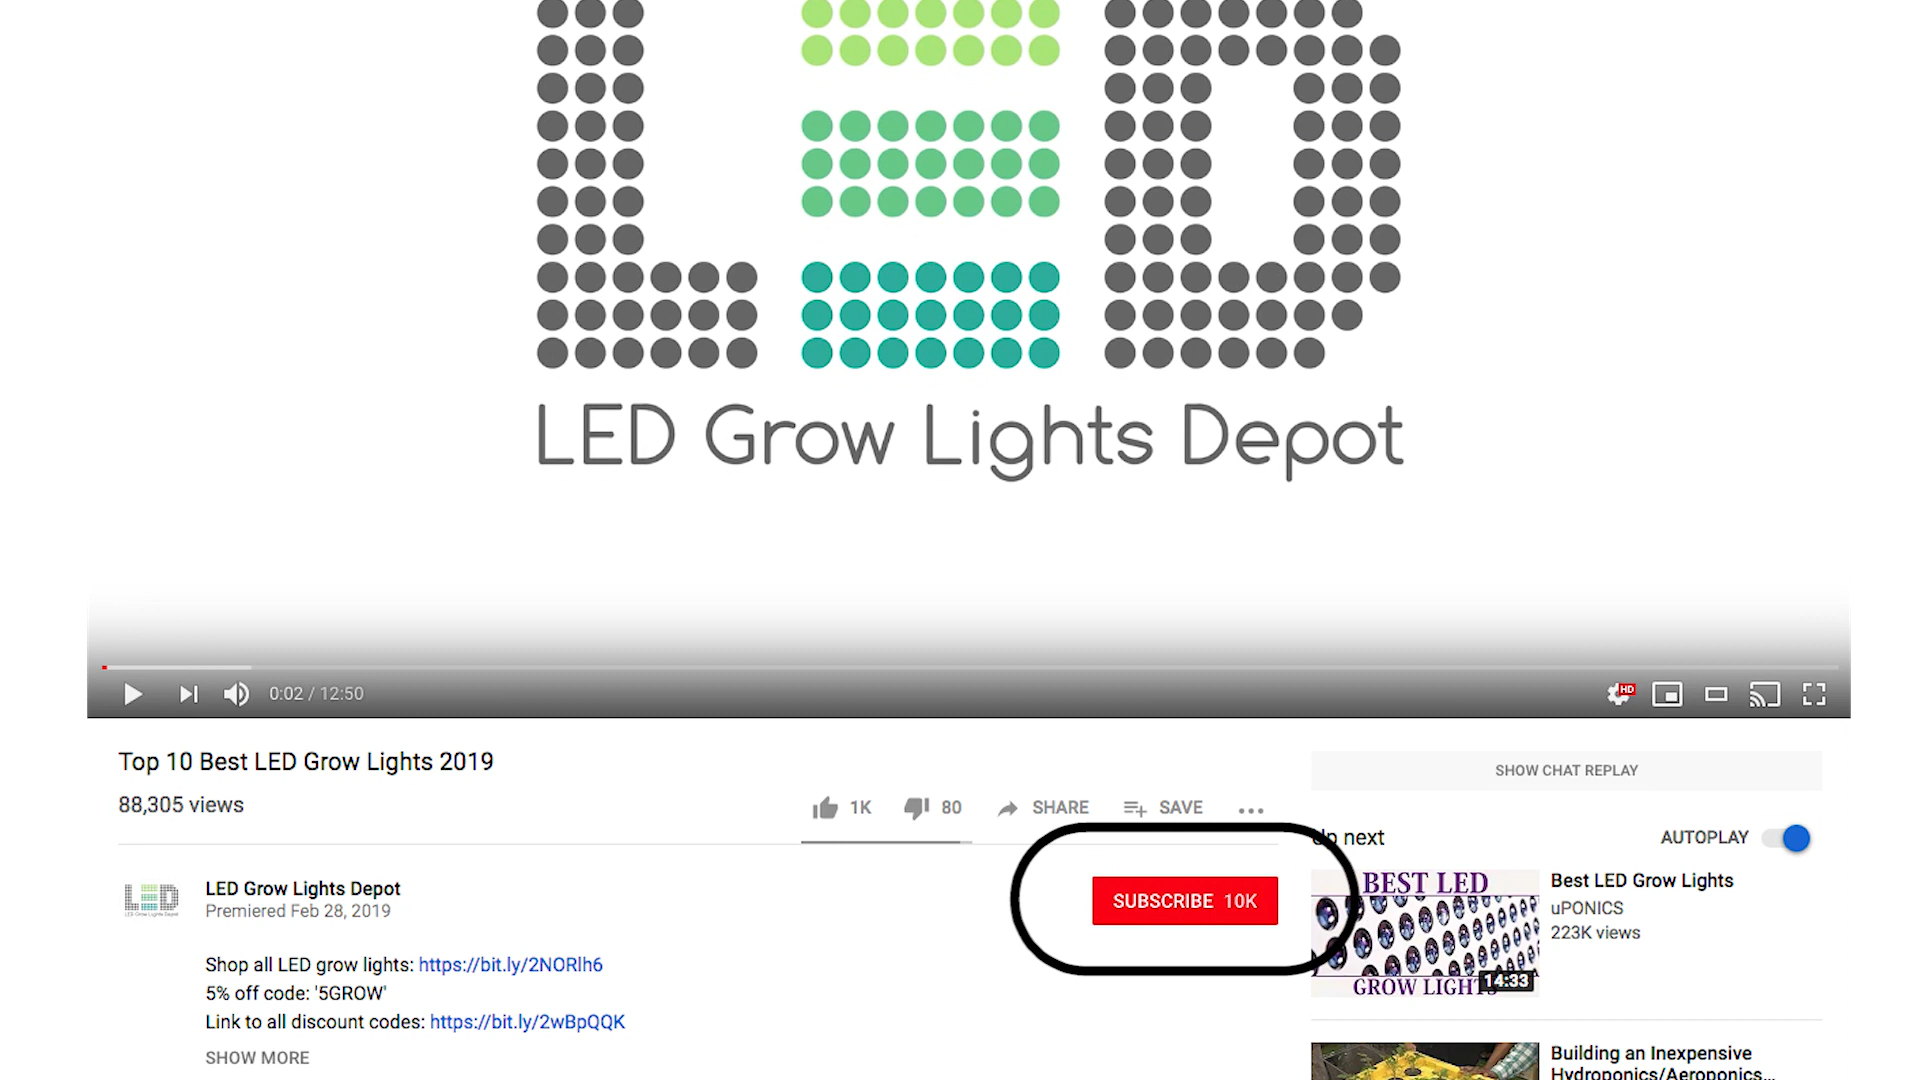 LED
LED Grow Lights Depot
0:02 / 12:50
HD
Top 10 Best LED Grow Lights 2019
88,305 views
1K 80 SHARE SAVE
SHOW CHAT REPLAY
Up next AUTOPLAY
LED Grow Lights Depot
Premiered Feb 28, 2019
SUBSCRIBE 10K
Shop all LED grow lights: https://bit.ly/2NORlh6
5% off code: '5GROW'
Link to all discount codes: https://bit.ly/2wBpQQK
SHOW MORE
BEST LED
GROW LIGHTS
14:33
Best LED Grow Lights
uPONICS
223K views
Building an Inexpensive
Hydroponics/Aeroponics...